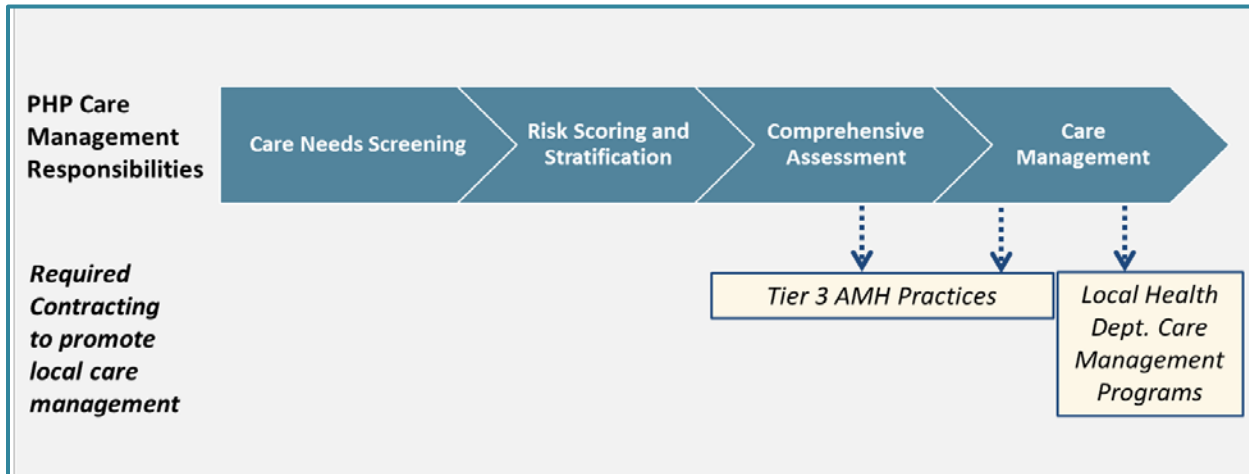 PHP Care
Management
Responsibilities
Care Needs Screening
Risk Scoring and
Stratification
Comprehensive
Assessment
Care
Management
Required
Contracting
to promote
local care
management
Tier 3 AMH Practices
Local Health
Dept. Care
Management
Programs